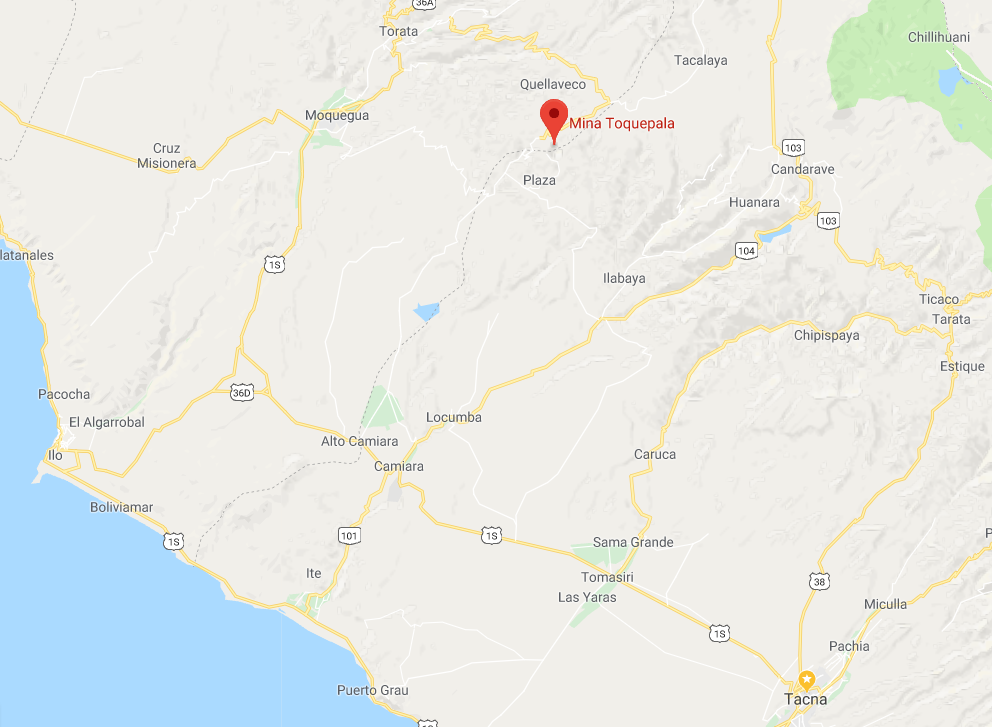 36A
Torata
Chillihuani
Tacalaya
Quellaveco
Moquegua
Mina Toquepala
Cruz
Misionera
103
Candarave
Plaza
Huanara
103
104
latanales
1S
Ilabaya
Ticaco
Tarata
Chipispaya
Estique
Pacocha
36D
El Algarrobal
Locumba
Alto Camiara
Ilo
Caruca
Camiara
Boliviamar
1S
101
1S
Sama Grande
P
Ite
Tomasiri
38
Las Yaras
Miculla
1S
Pachia
Puerto Grau
Tacna